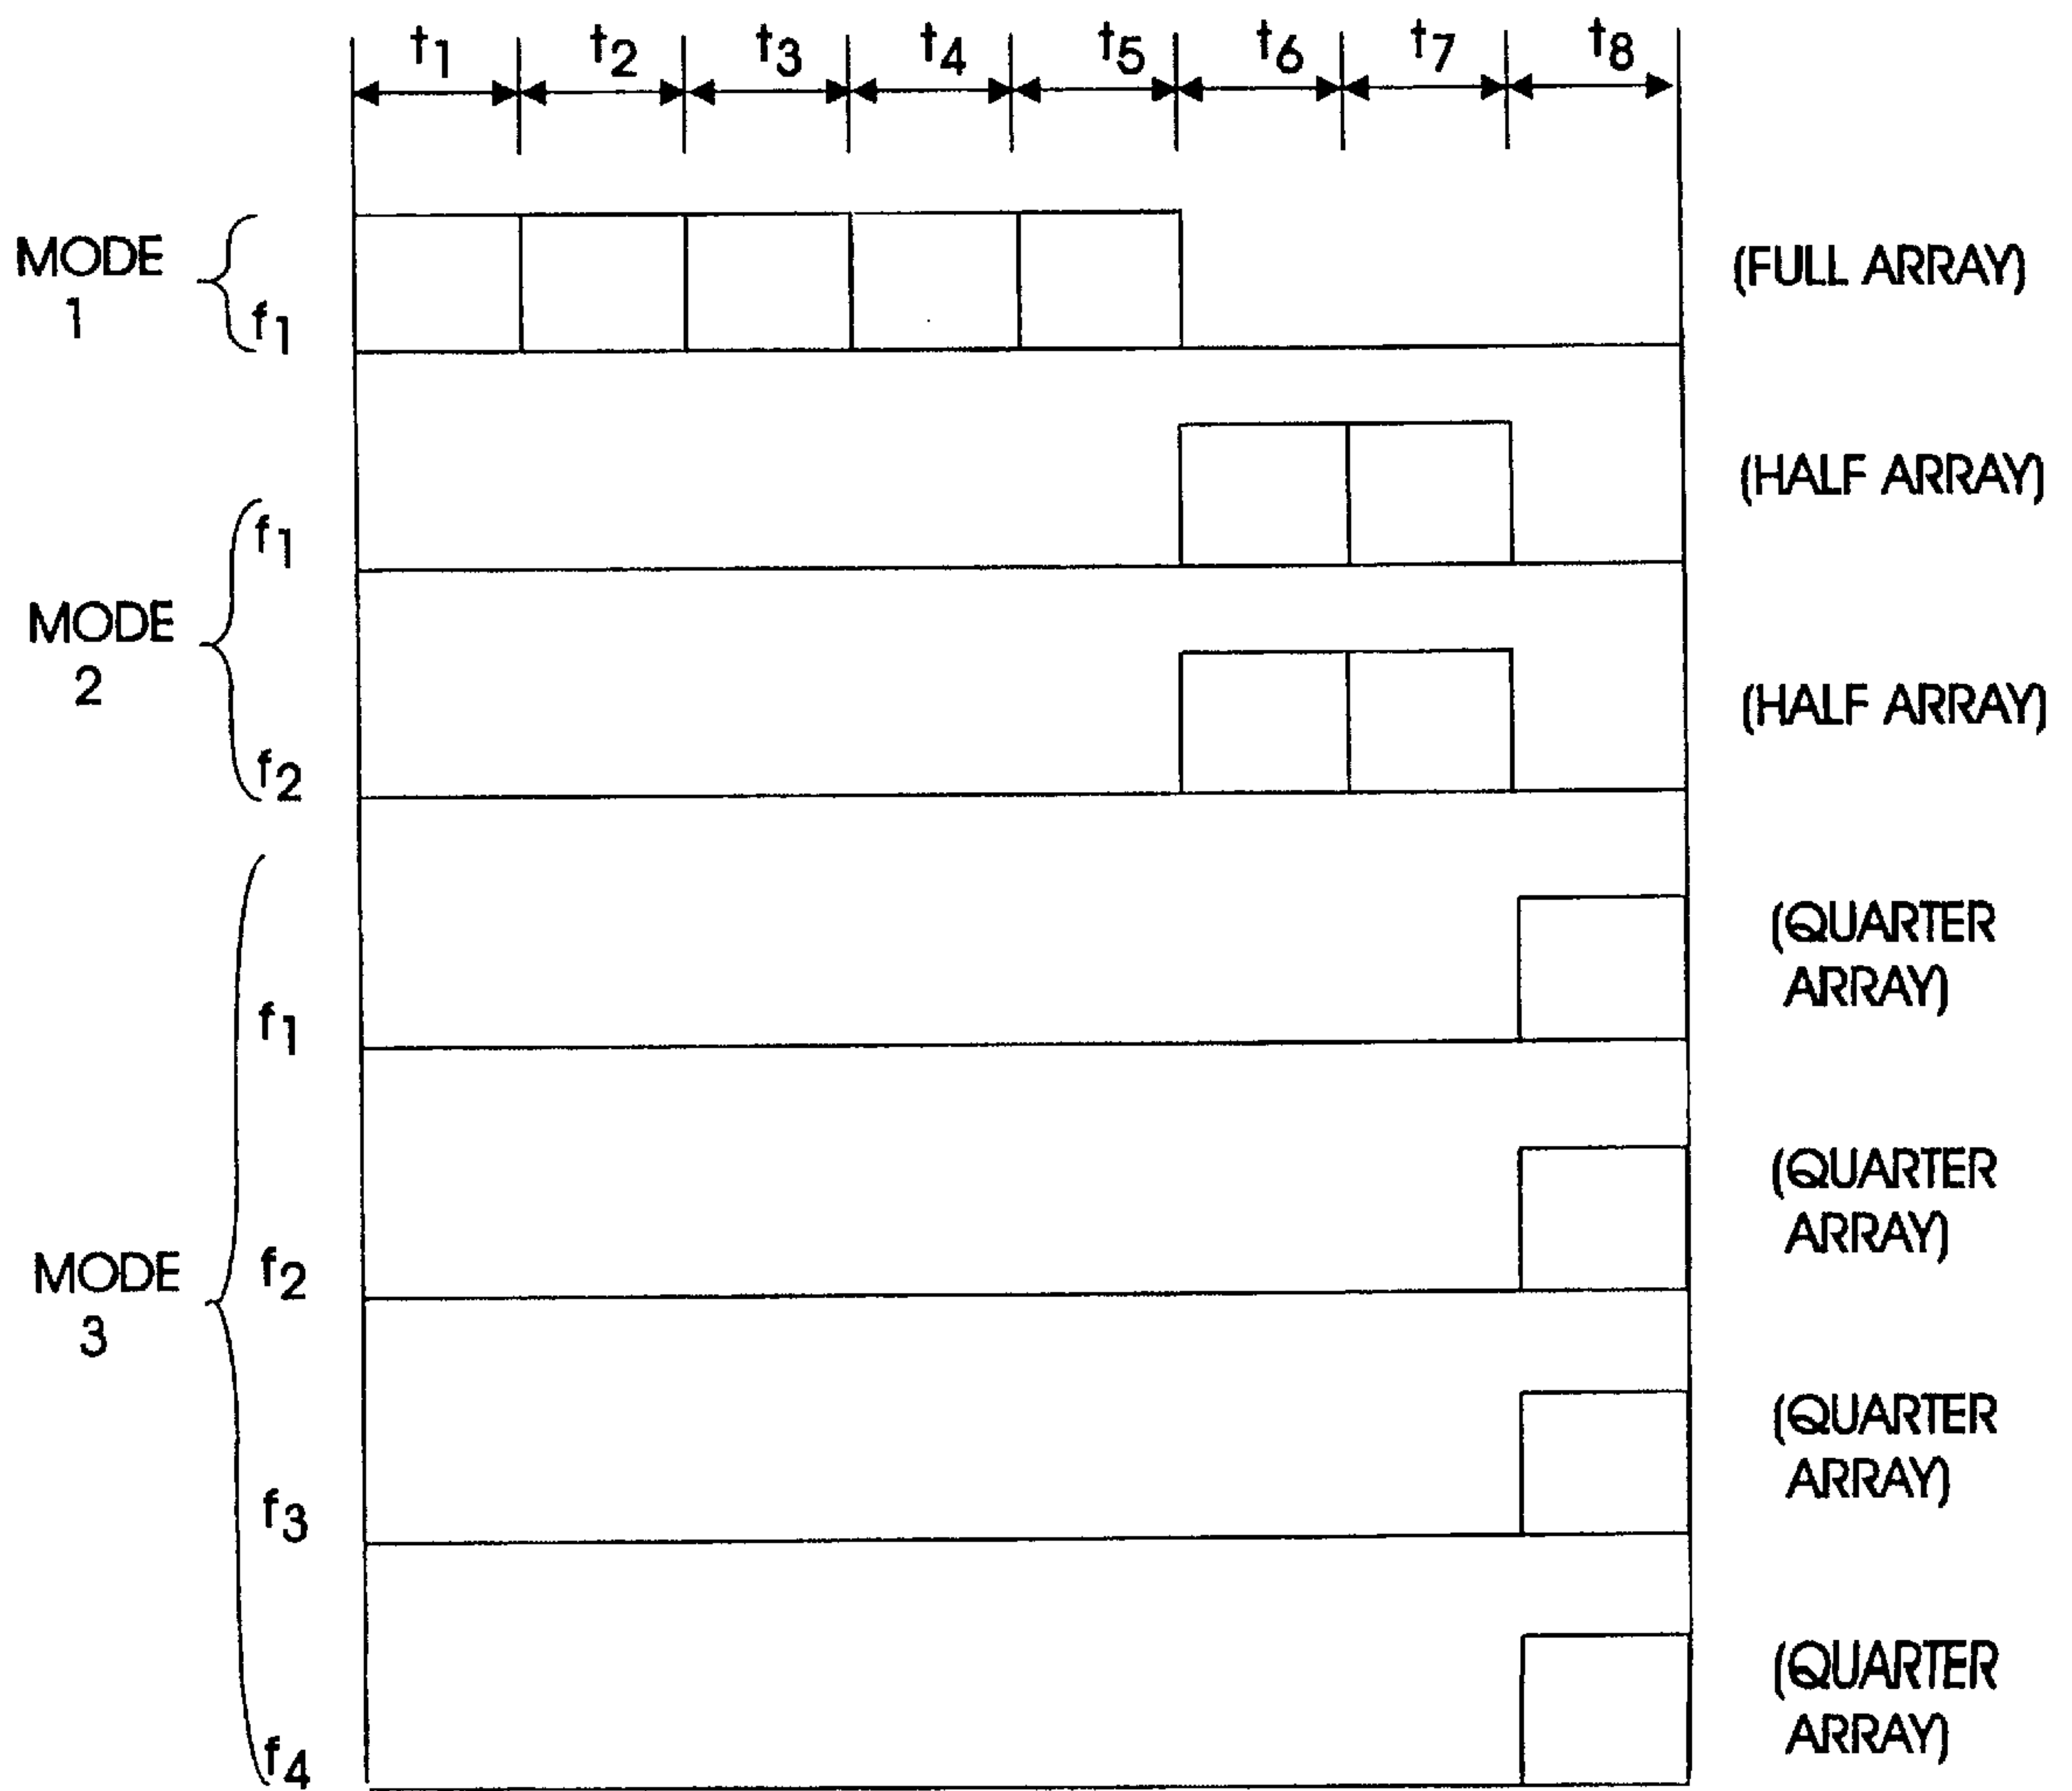 t1 t2 t3 t4 t5 t6 t7 t8
MODE
1
f1
(FULL ARRAY)
MODE
2
f1
(HALF ARRAY)
f2
(HALF ARRAY)
MODE
3
f1
(QUARTER
ARRAY)
f2
(QUARTER
ARRAY)
f3
(QUARTER
ARRAY)
f4
(QUARTER
ARRAY)